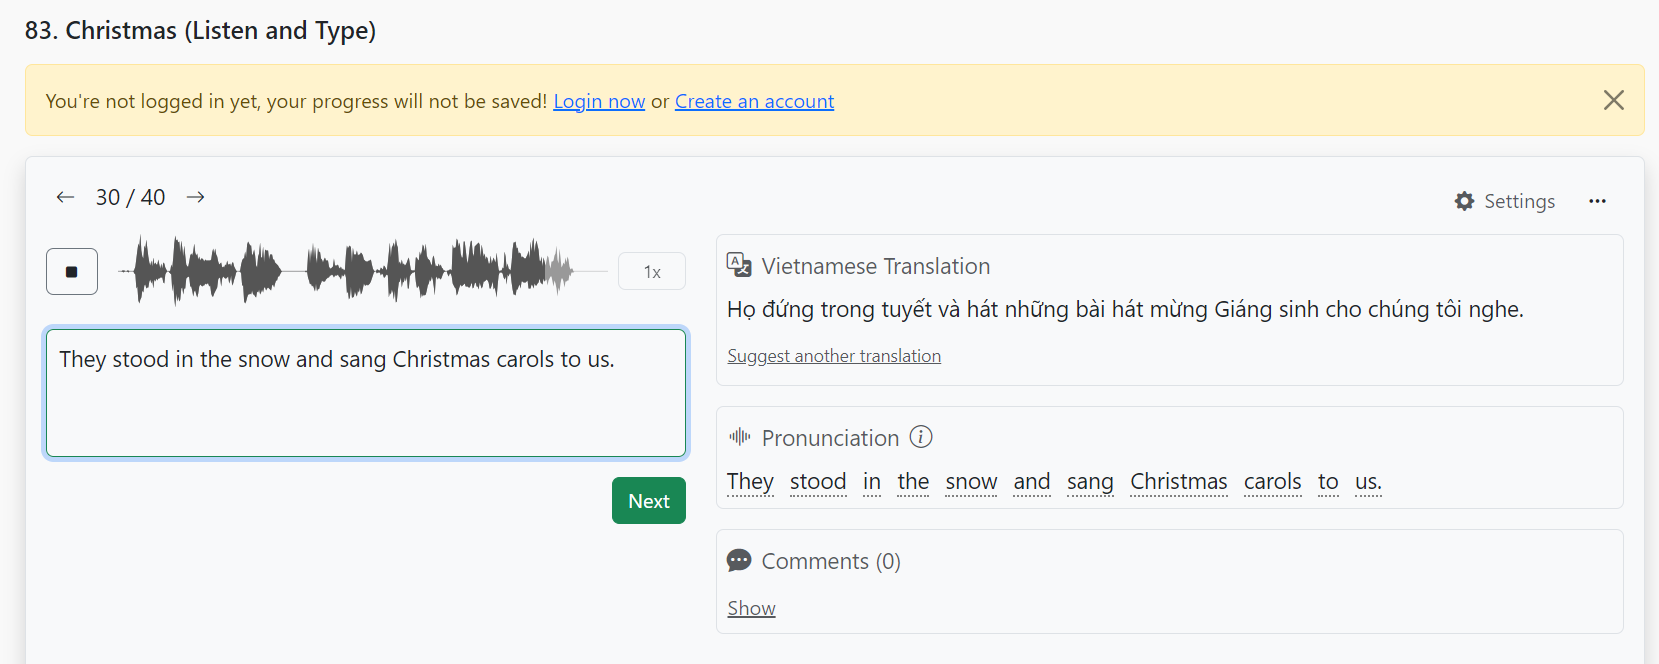 83. Christmas (Listen and Type)
You're not logged in yet, your progress will not be saved! Login now or Create an account
← 30 / 40 →
Settings
1x
They stood in the snow and sang Christmas carols to us.
Next
Vietnamese Translation
Họ đứng trong tuyết và hát những bài hát mừng Giáng sinh cho chúng tôi nghe.
Suggest another translation
Pronunciation
They stood in the snow and sang Christmas carols to us.
Comments (0)
Show